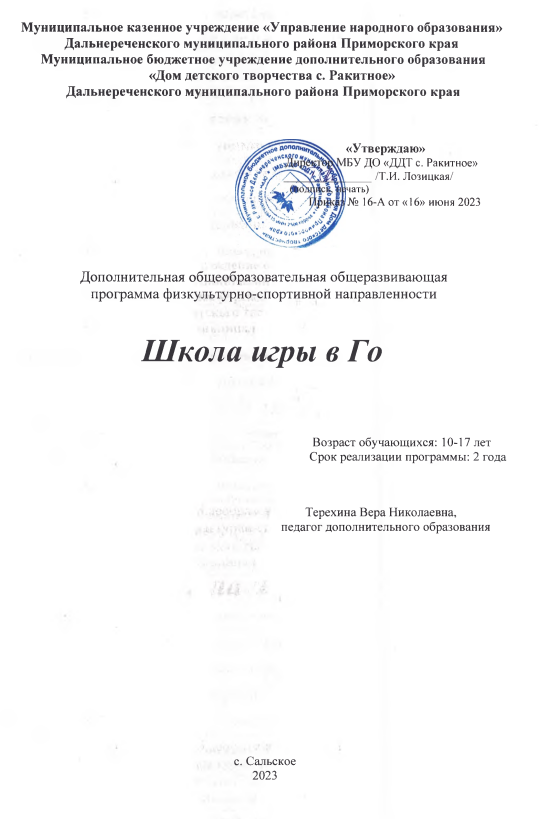 Муниципальное казенное учреждение «Управление народного образования»
Дальнереченского муниципального района Приморского края
Муниципальное бюджетное учреждение дополнительного образования
«Дом детского творчества с. Ракитное»
Дальнереченского муниципального района Приморского края
«Утверждаю»
Директор МБУ ДО «ДДТ с. Ракитное»
/Т.И. Лозицкая/
(подпись, печать)
Приказ № 16-А от «16» июня 2023
Дополнительная общеобразовательная общеразвивающая
программа физкультурно-спортивной направленности
Школа игры в Го
Возраст обучающихся: 10-17 лет
Срок реализации программы: 2 года
Терехина Вера Николаевна,
педагог дополнительного образования
с. Сальское
2023